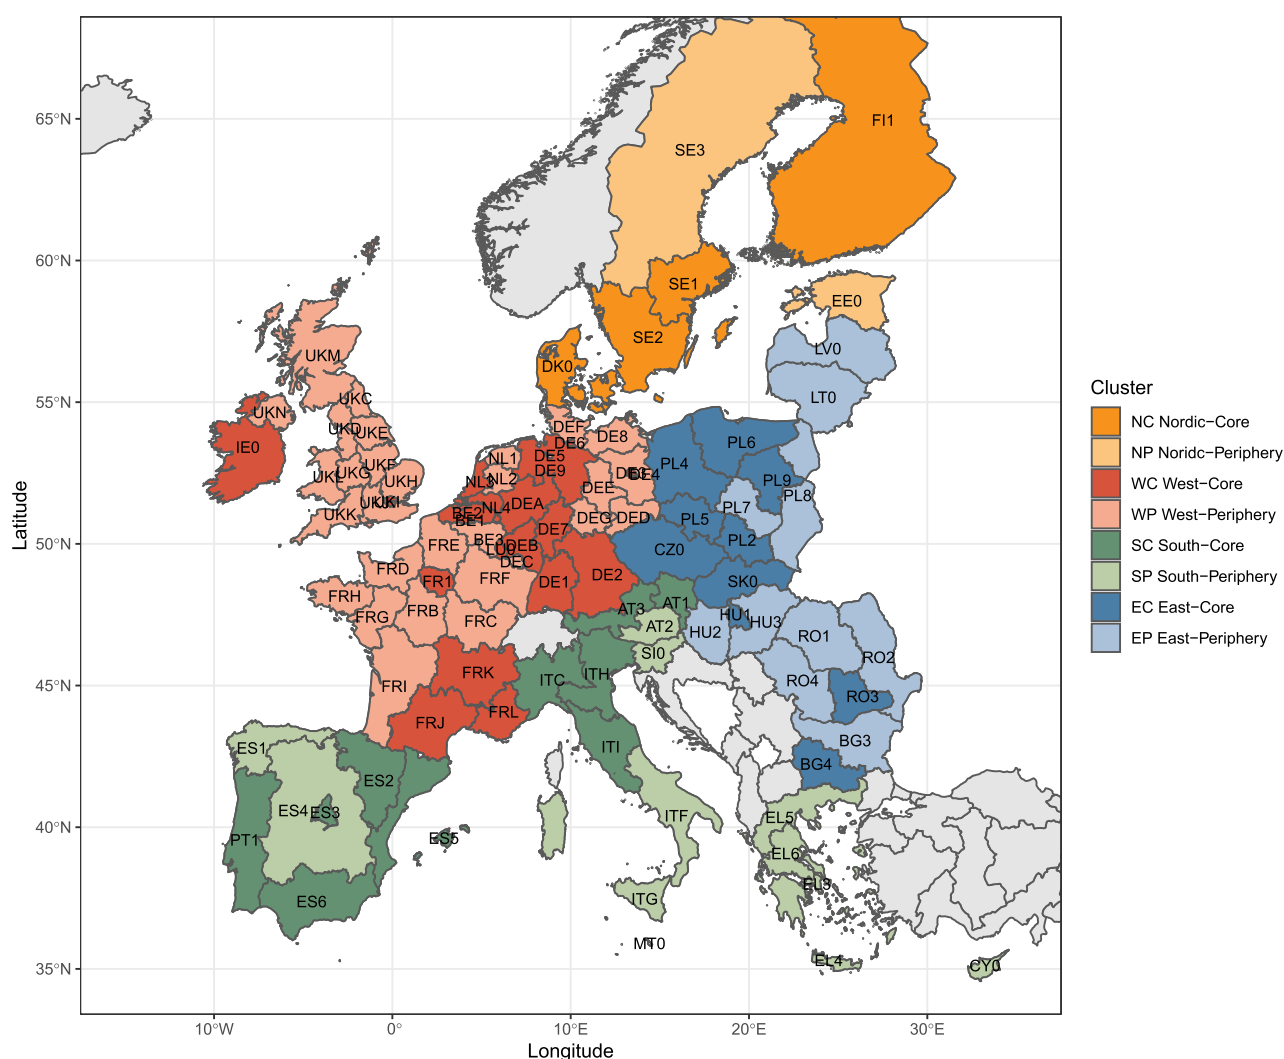 65°N
60°N
55°N
50°N
45°N
40°N
35°N
Latitude
10°W
0°
10°E
20°E
30°E
Longitude
FI1
SE3
SE1
EE0
SE2
LV0
UKM
DK0
LT0
UKC
UKN
DEF
UKD
UKE
DE6
DE8
PL6
IE0
DE5
NL1
UKF
DE9
PL4
UKL
UKG
DE3
DE4
PL9
UKH
NL3
NL2
DEE
PL8
UKJ
UKI
NL4
DEA
PL7
UKK
BE2
BE1
DEG
DED
PL5
DE7
BE3
PL2
FRE
LU0
DEB
CZ0
DEC
FRD
FR1
FRF
DE1
DE2
SK0
FRH
AT3
AT1
FRG
FRB
FRC
HU1
HU3
AT2
HU2
RO1
SI0
RO2
FRK
ITC
ITH
RO4
FRI
RO3
FRJ
FRL
ITI
BG3
ES1
BG4
ES2
ES4
ES3
ITF
EL5
PT1
ES5
EL6
EL3
ES6
ITG
MT0
EL4
CY0
Cluster
NC Nordic-Core
NP Noridc-Periphery
WC West-Core
WP West-Periphery
SC South-Core
SP South-Periphery
EC East-Core
EP East-Periphery